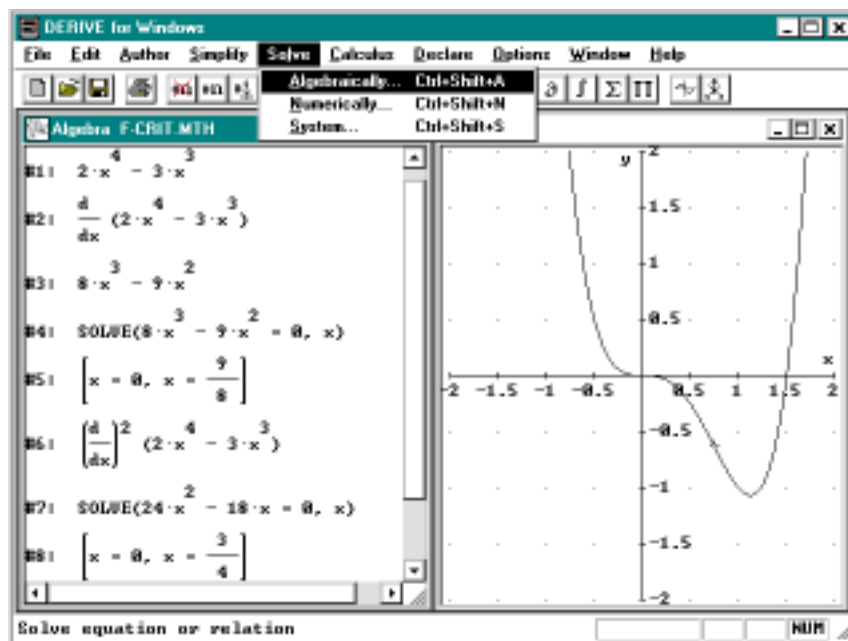 DERIVE for Windows
File Edit Author Simplify Solve Calculus Declare Options Window Help
Algebraically... Ctrl+Shift+A
Numerically... Ctrl+Shift+N
System... Ctrl+Shift+S
∂ ∫ Σ Π
Algebra F-CRIT.MTH
#1: 2·x^4 - 3·x^3
#2: d/dx (2·x^4 - 3·x^3)
#3: 8·x^3 - 9·x^2
#4: SOLVE(8·x^3 - 9·x^2 = 0, x)
#5: [x = 0, x = 9/8]
#6: (d/dx)^2 (2·x^4 - 3·x^3)
#7: SOLVE(24·x^2 - 18·x = 0, x)
#8: [x = 0, x = 3/4]
y 2
1.5
1
0.5
x
-2 -1.5 -1 -0.5 0.5 1 1.5 2
-0.5
-1
-1.5
-2
Solve equation or relation NUM